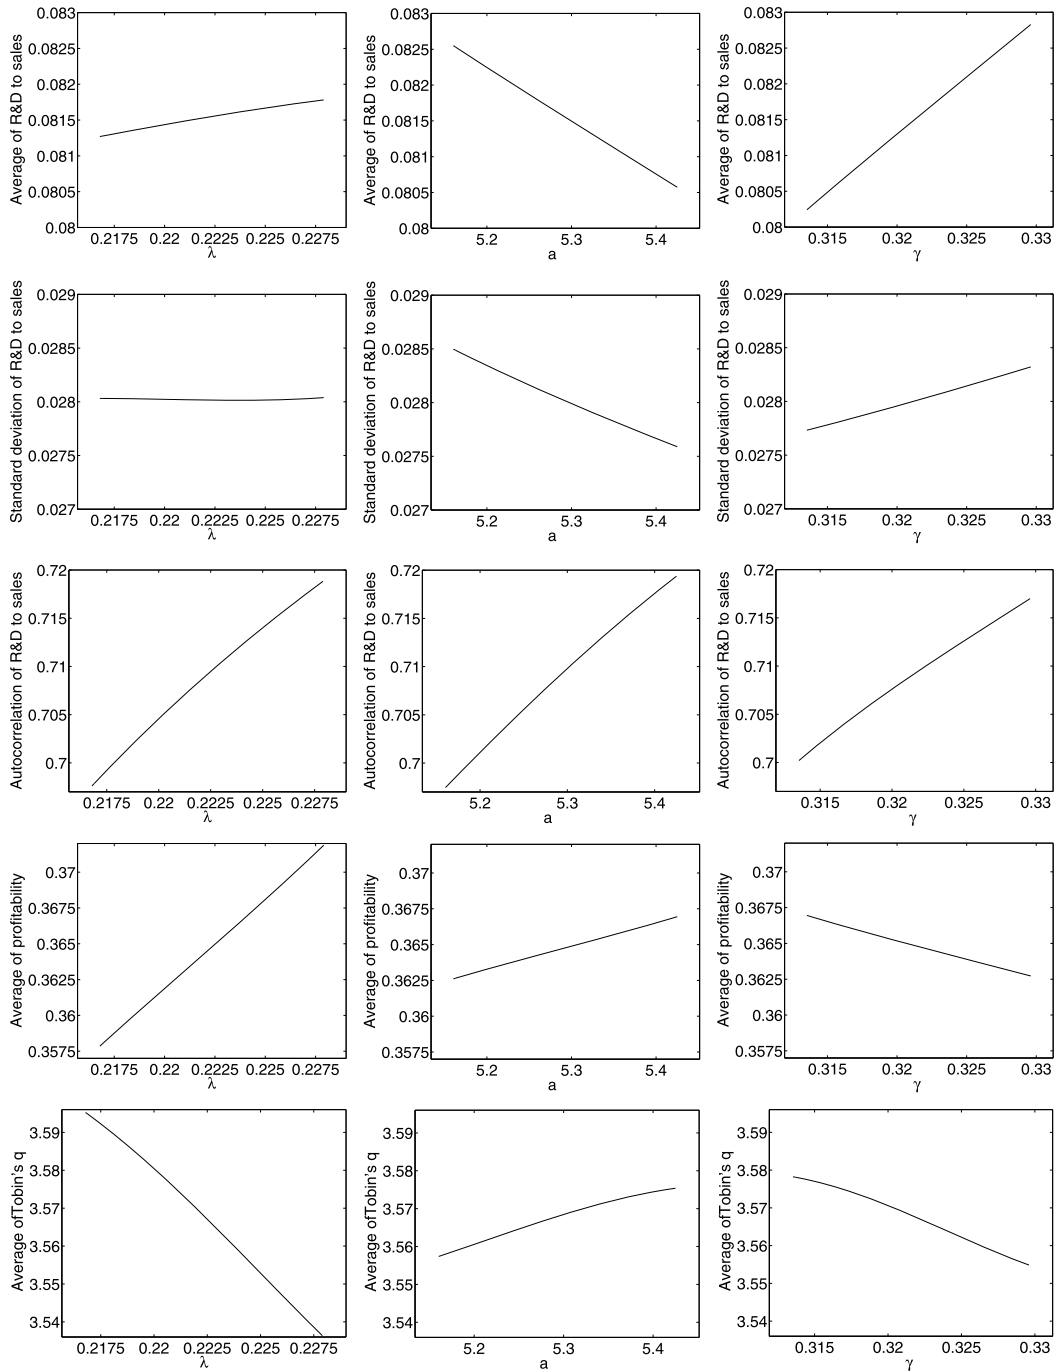 0.083
0.0825
0.082
0.0815
0.081
0.0805
0.08
Average of R&D to sales
0.2175 0.22 0.2225 0.225 0.2275
λ
0.083
0.0825
0.082
0.0815
0.081
0.0805
0.08
Average of R&D to sales
5.2 5.3 5.4
a
0.083
0.0825
0.082
0.0815
0.081
0.0805
0.08
Average of R&D to sales
0.315 0.32 0.325 0.33
γ
0.029
0.0285
0.028
0.0275
0.027
Standard deviation of R&D to sales
0.2175 0.22 0.2225 0.225 0.2275
λ
0.029
0.0285
0.028
0.0275
0.027
Standard deviation of R&D to sales
5.2 5.3 5.4
a
0.029
0.0285
0.028
0.0275
0.027
Standard deviation of R&D to sales
0.315 0.32 0.325 0.33
γ
0.72
0.715
0.71
0.705
0.7
Autocorrelation of R&D to sales
0.2175 0.22 0.2225 0.225 0.2275
λ
0.72
0.715
0.71
0.705
0.7
Autocorrelation of R&D to sales
5.2 5.3 5.4
a
0.72
0.715
0.71
0.705
0.7
Autocorrelation of R&D to sales
0.315 0.32 0.325 0.33
γ
0.37
0.3675
0.365
0.3625
0.36
0.3575
Average of profitability
0.2175 0.22 0.2225 0.225 0.2275
λ
0.37
0.3675
0.365
0.3625
0.36
0.3575
Average of profitability
5.2 5.3 5.4
a
0.37
0.3675
0.365
0.3625
0.36
0.3575
Average of profitability
0.315 0.32 0.325 0.33
γ
3.59
3.58
3.57
3.56
3.55
3.54
Average ofTobin's q
0.2175 0.22 0.2225 0.225 0.2275
λ
3.59
3.58
3.57
3.56
3.55
3.54
Average ofTobin's q
5.2 5.3 5.4
a
3.59
3.58
3.57
3.56
3.55
3.54
Average ofTobin's q
0.315 0.32 0.325 0.33
γ